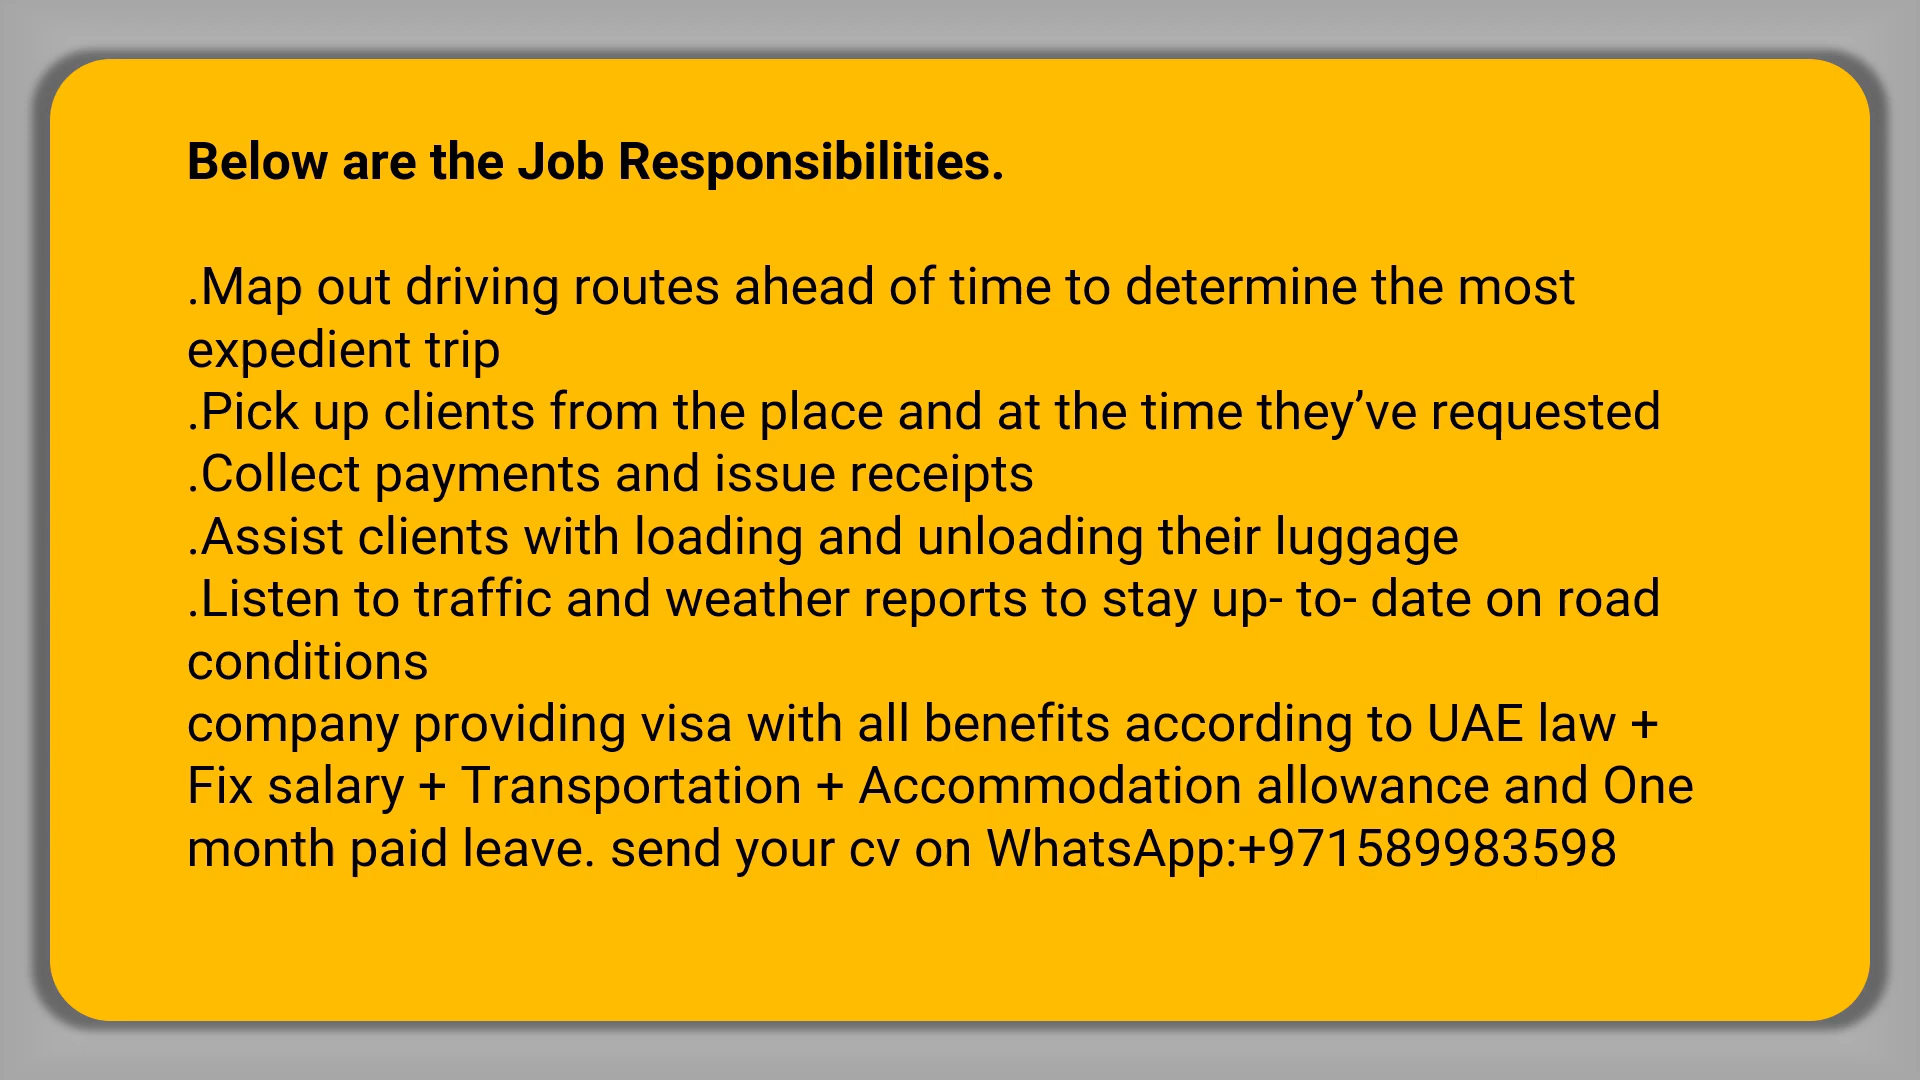 Below are the Job Responsibilities.
.Map out driving routes ahead of time to determine the most
expedient trip
.Pick up clients from the place and at the time they’ve requested
.Collect payments and issue receipts
.Assist clients with loading and unloading their luggage
.Listen to traffic and weather reports to stay up- to- date on road
conditions
company providing visa with all benefits according to UAE law +
Fix salary + Transportation + Accommodation allowance and One
month paid leave. send your cv on WhatsApp:+971589983598